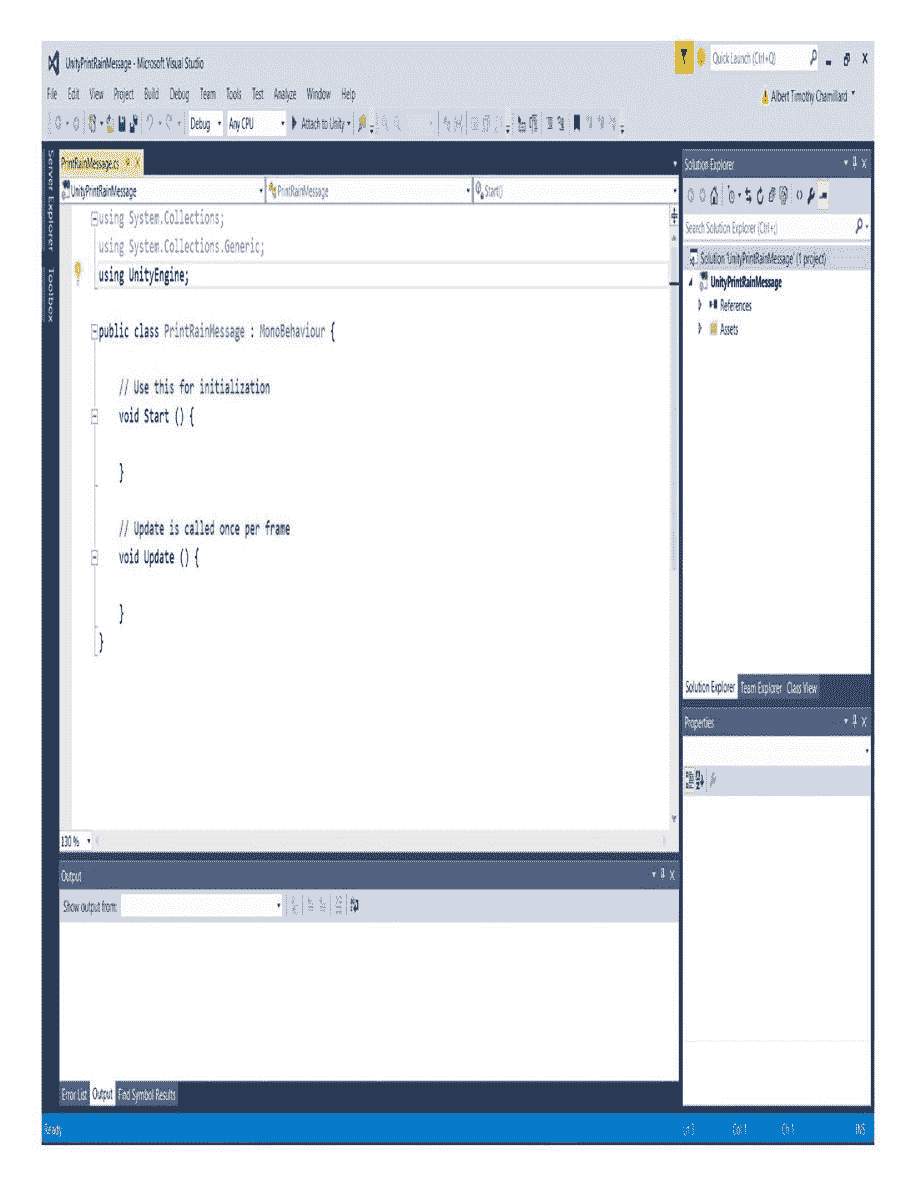 UnityPrintRainMessage - Microsoft Visual Studio
Quick Launch (Ctrl+Q)
File Edit View Project Build Debug Team Tools Test Analyze Window Help
Albert Timothy Chamillard
Debug Any CPU Attach to Unity
Server Explorer
Toolbox
PrintRainMessage.cs
UnityPrintRainMessage PrintRainMessage Start()
using System.Collections;
using System.Collections.Generic;
using UnityEngine;
public class PrintRainMessage : MonoBehaviour {
// Use this for initialization
void Start () {
}
// Update is called once per frame
void Update () {
}
}
130 %
Solution Explorer
Search Solution Explorer (Ctrl+;)
Solution 'UnityPrintRainMessage' (1 project)
UnityPrintRainMessage
References
Assets
Solution Explorer Team Explorer Class View
Properties
Output
Show output from:
Error List Output Find Symbol Results
Ready
INS